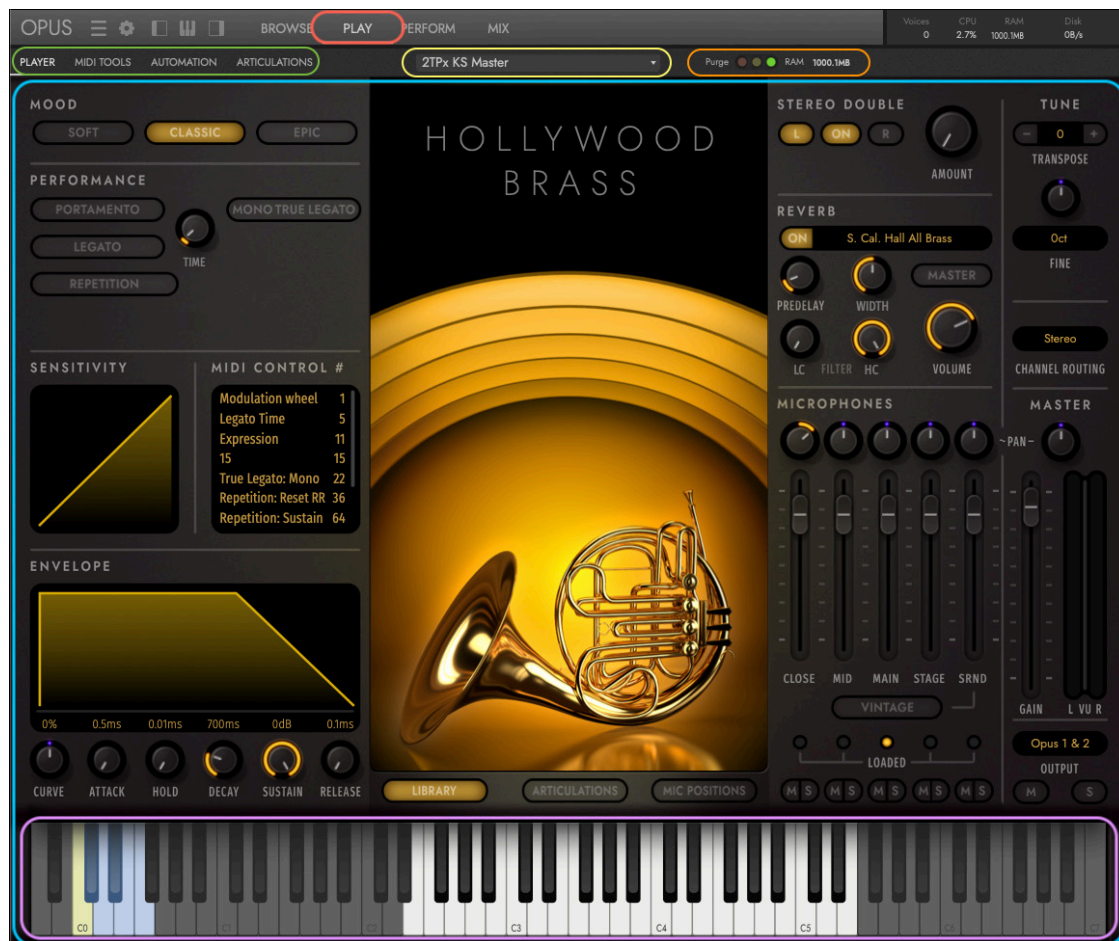 OPUS BROWSE PLAY PERFORM MIX
Voices CPU RAM Disk
0 2.7% 1000.1MB 0B/s
PLAYER MIDI TOOLS AUTOMATION ARTICULATIONS
2TPx KS Master
Purge RAM 1000.1MB
MOOD
SOFT CLASSIC EPIC
PERFORMANCE
PORTAMENTO MONO TRUE LEGATO
LEGATO
TIME
REPETITION
SENSITIVITY
MIDI CONTROL #
Modulation wheel 1
Legato Time 5
Expression 11
15 15
True Legato: Mono 22
Repetition: Reset RR 36
Repetition: Sustain 64
ENVELOPE
0% 0.5ms 0.01ms 700ms 0dB 0.1ms
CURVE ATTACK HOLD DECAY SUSTAIN RELEASE
HOLLYWOOD
BRASS
LIBRARY ARTICULATIONS MIC POSITIONS
STEREO DOUBLE
L ON R
AMOUNT
REVERB
ON S. Cal. Hall All Brass
MASTER
PREDELAY WIDTH
LC FILTER HC VOLUME
MICROPHONES
-PAN-
CLOSE MID MAIN STAGE SRND
VINTAGE
LOADED
M S M S M S M S M S
TUNE
- 0 +
TRANSPOSE
0ct
FINE
Stereo
CHANNEL ROUTING
MASTER
GAIN L VU R
Opus 1 & 2
OUTPUT
M S
C0 C1 C2 C3 C4 C5 C6 C7